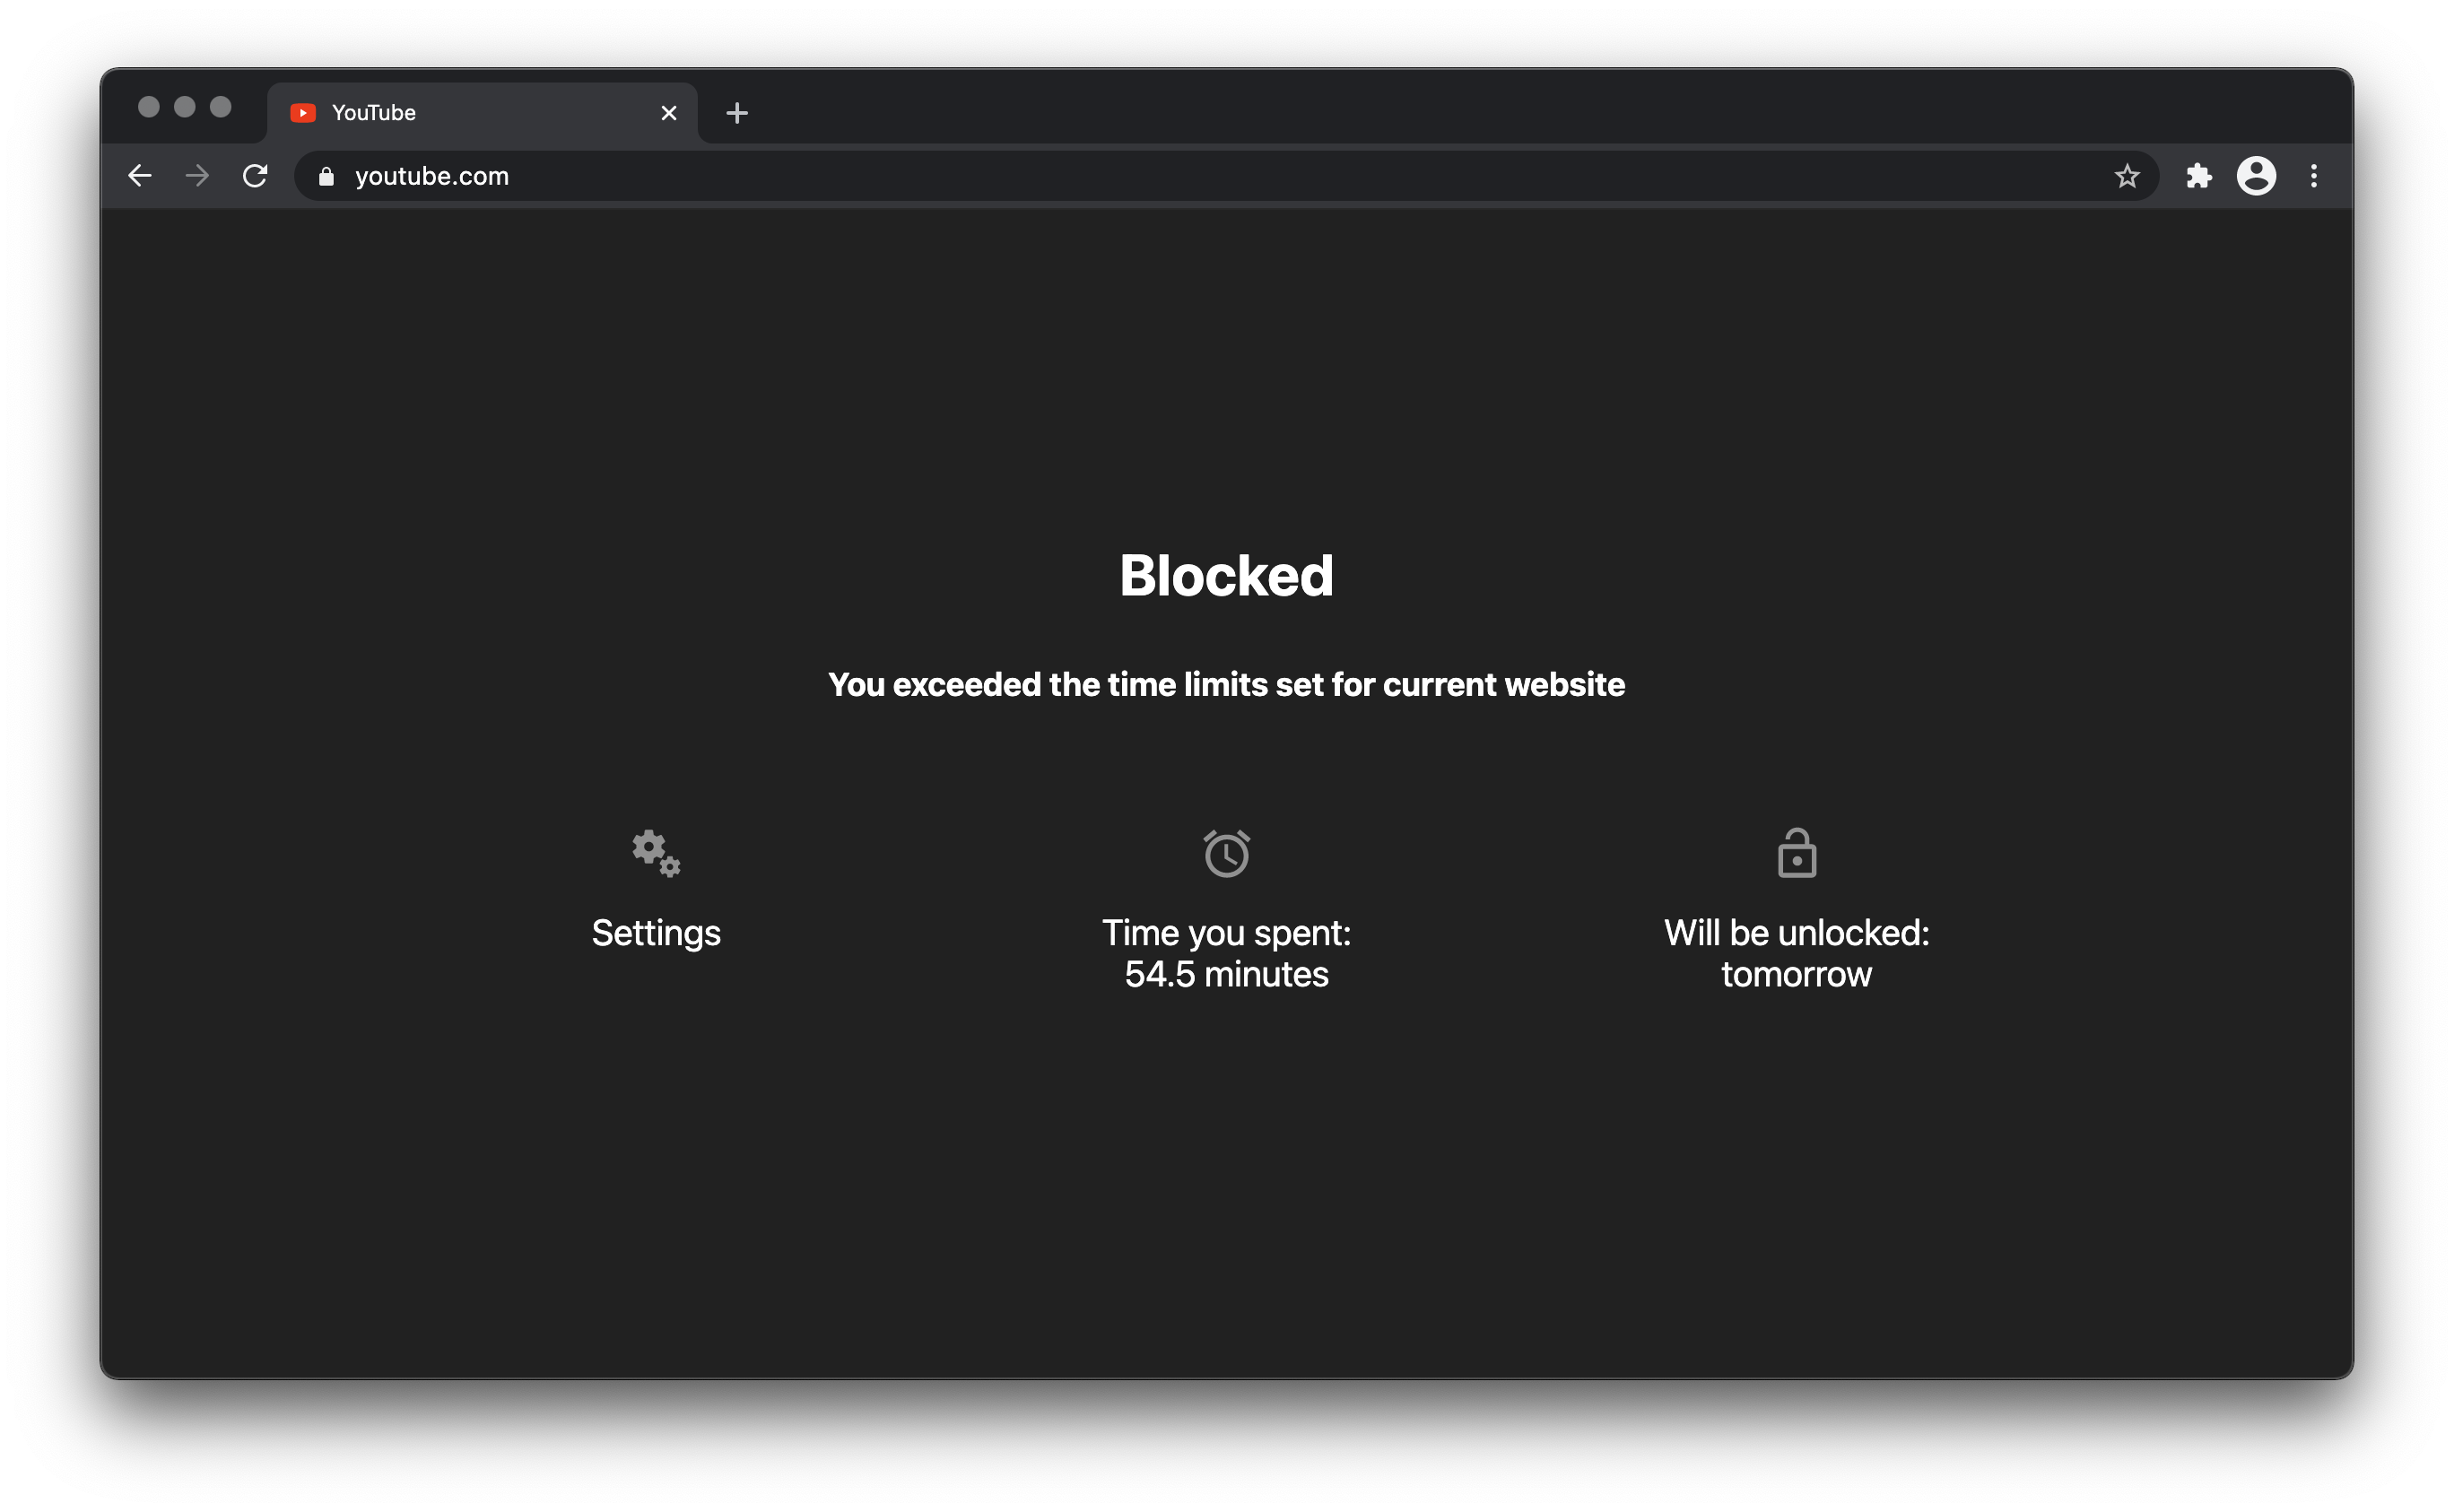 YouTube
youtube.com
Blocked
You exceeded the time limits set for current website
Settings
Time you spent:
54.5 minutes
Will be unlocked:
tomorrow